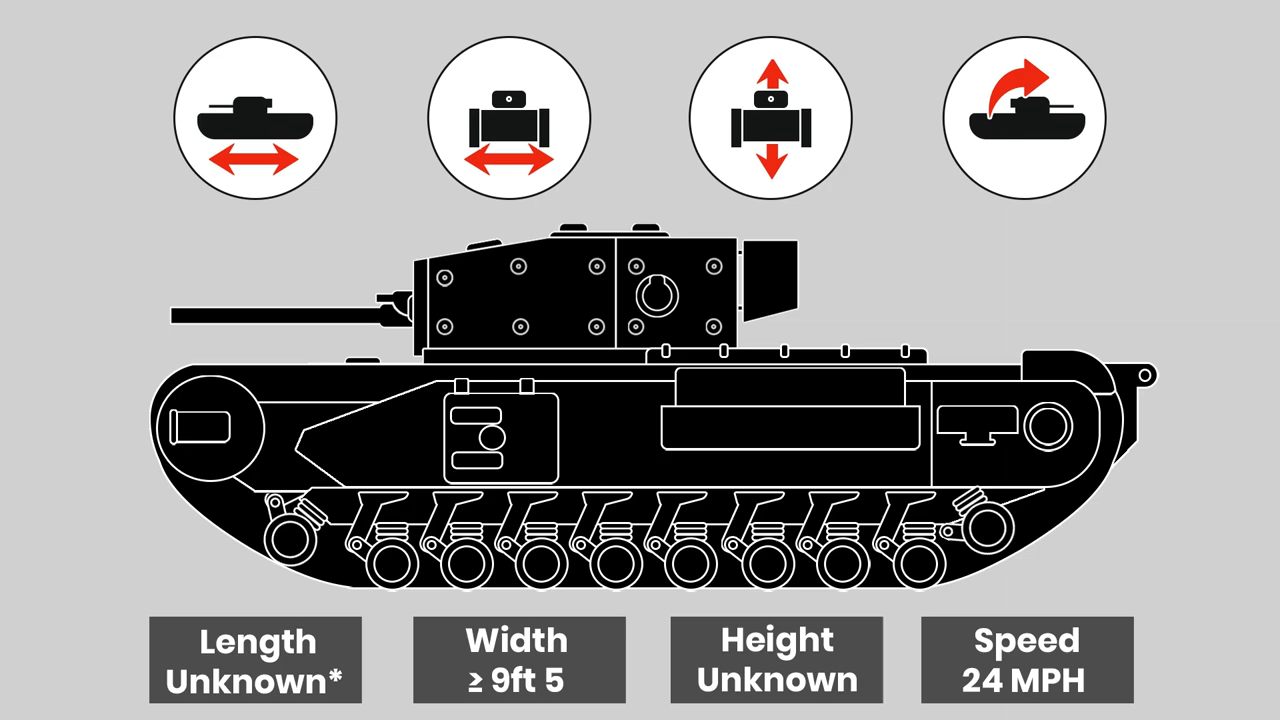 Length
Unknown*
Width
≥ 9ft 5
Height
Unknown
Speed
24 MPH